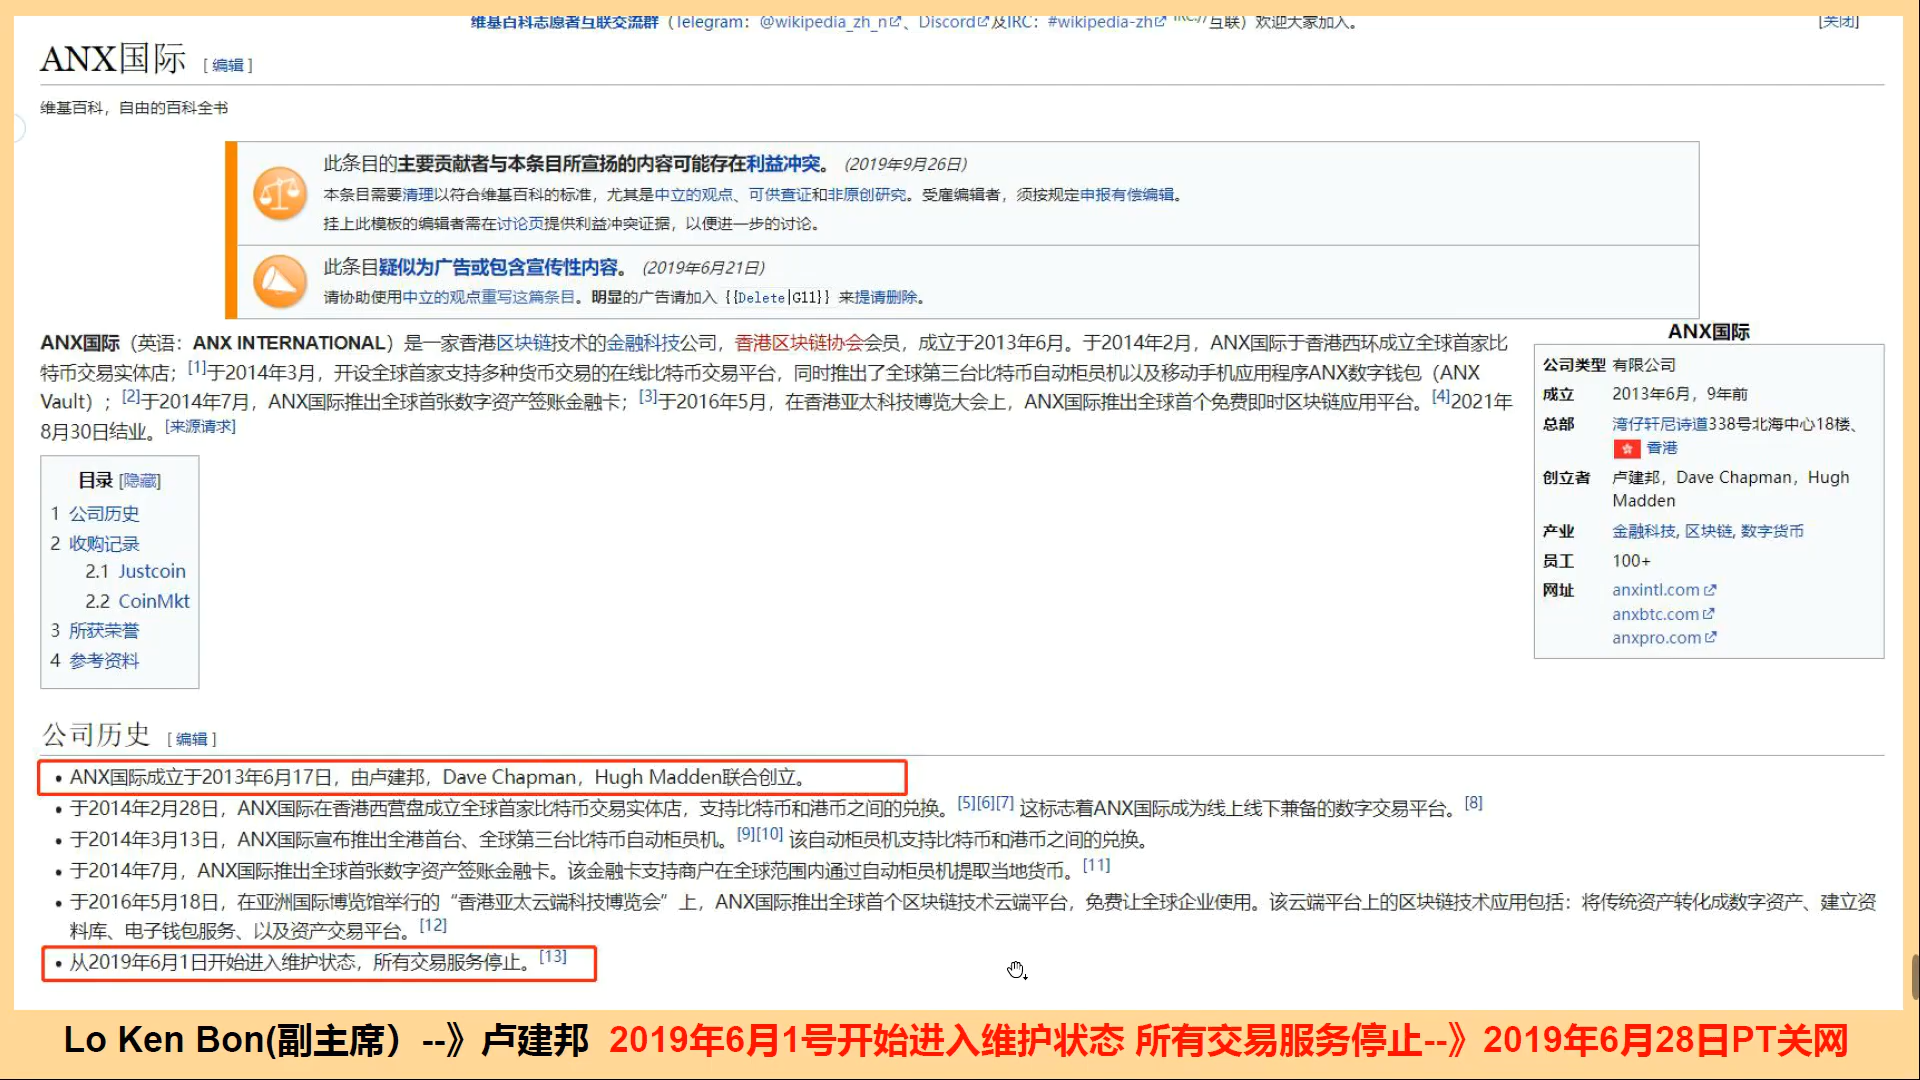 维基百科志愿者互联交流群（Telegram：@wikipedia_zh_n、Discord及IRC：#wikipedia-zh IRC//互联）欢迎大家加入。
[关闭]
ANX国际 [编辑]
维基百科，自由的百科全书
此条目的主要贡献者与本条目所宣扬的内容可能存在利益冲突。 (2019年9月26日)
本条目需要清理以符合维基百科的标准，尤其是中立的观点、可供查证和非原创研究。受雇编辑者，须按规定申报有偿编辑。
挂上此模板的编辑者需在讨论页提供利益冲突证据，以便进一步的讨论。
此条目疑似为广告或包含宣传性内容。 (2019年6月21日)
请协助使用中立的观点重写这篇条目。明显的广告请加入 {{Delete|G11}} 来提请删除。
ANX国际（英语：ANX INTERNATIONAL）是一家香港区块链技术的金融科技公司，香港区块链协会会员，成立于2013年6月。于2014年2月，ANX国际于香港西环成立全球首家比
特币交易实体店；[1]于2014年3月，开设全球首家支持多种货币交易的在线比特币交易平台，同时推出了全球第三台比特币自动柜员机以及移动手机应用程序ANX数字钱包（ANX
Vault）；[2]于2014年7月，ANX国际推出全球首张数字资产签账金融卡；[3]于2016年5月，在香港亚太科技博览大会上，ANX国际推出全球首个免费即时区块链应用平台。[4]2021年
8月30日结业。[来源请求]
ANX国际
公司类型 有限公司
成立 2013年6月，9年前
总部 湾仔轩尼诗道338号北海中心18楼、
香港
创立者 卢建邦，Dave Chapman，Hugh
Madden
产业 金融科技, 区块链, 数字货币
员工 100+
网址 anxintl.com
anxbtc.com
anxpro.com
目录 [隐藏]
1 公司历史
2 收购记录
2.1 Justcoin
2.2 CoinMkt
3 所获荣誉
4 参考资料
公司历史 [编辑]
• ANX国际成立于2013年6月17日，由卢建邦，Dave Chapman，Hugh Madden联合创立。
• 于2014年2月28日，ANX国际在香港西营盘成立全球首家比特币交易实体店，支持比特币和港币之间的兑换。[5][6][7] 这标志着ANX国际成为线上线下兼备的数字交易平台。[8]
• 于2014年3月13日，ANX国际宣布推出全港首台、全球第三台比特币自动柜员机。[9][10] 该自动柜员机支持比特币和港币之间的兑换。
• 于2014年7月，ANX国际推出全球首张数字资产签账金融卡。该金融卡支持商户在全球范围内通过自动柜员机提取当地货币。[11]
• 于2016年5月18日，在亚洲国际博览馆举行的“香港亚太云端科技博览会”上，ANX国际推出全球首个区块链技术云端平台，免费让全球企业使用。该云端平台上的区块链技术应用包括：将传统资产转化成数字资产、建立资
料库、电子钱包服务、以及资产交易平台。[12]
• 从2019年6月1日开始进入维护状态，所有交易服务停止。[13]
Lo Ken Bon(副主席）--》卢建邦 2019年6月1号开始进入维护状态 所有交易服务停止--》2019年6月28日PT关网